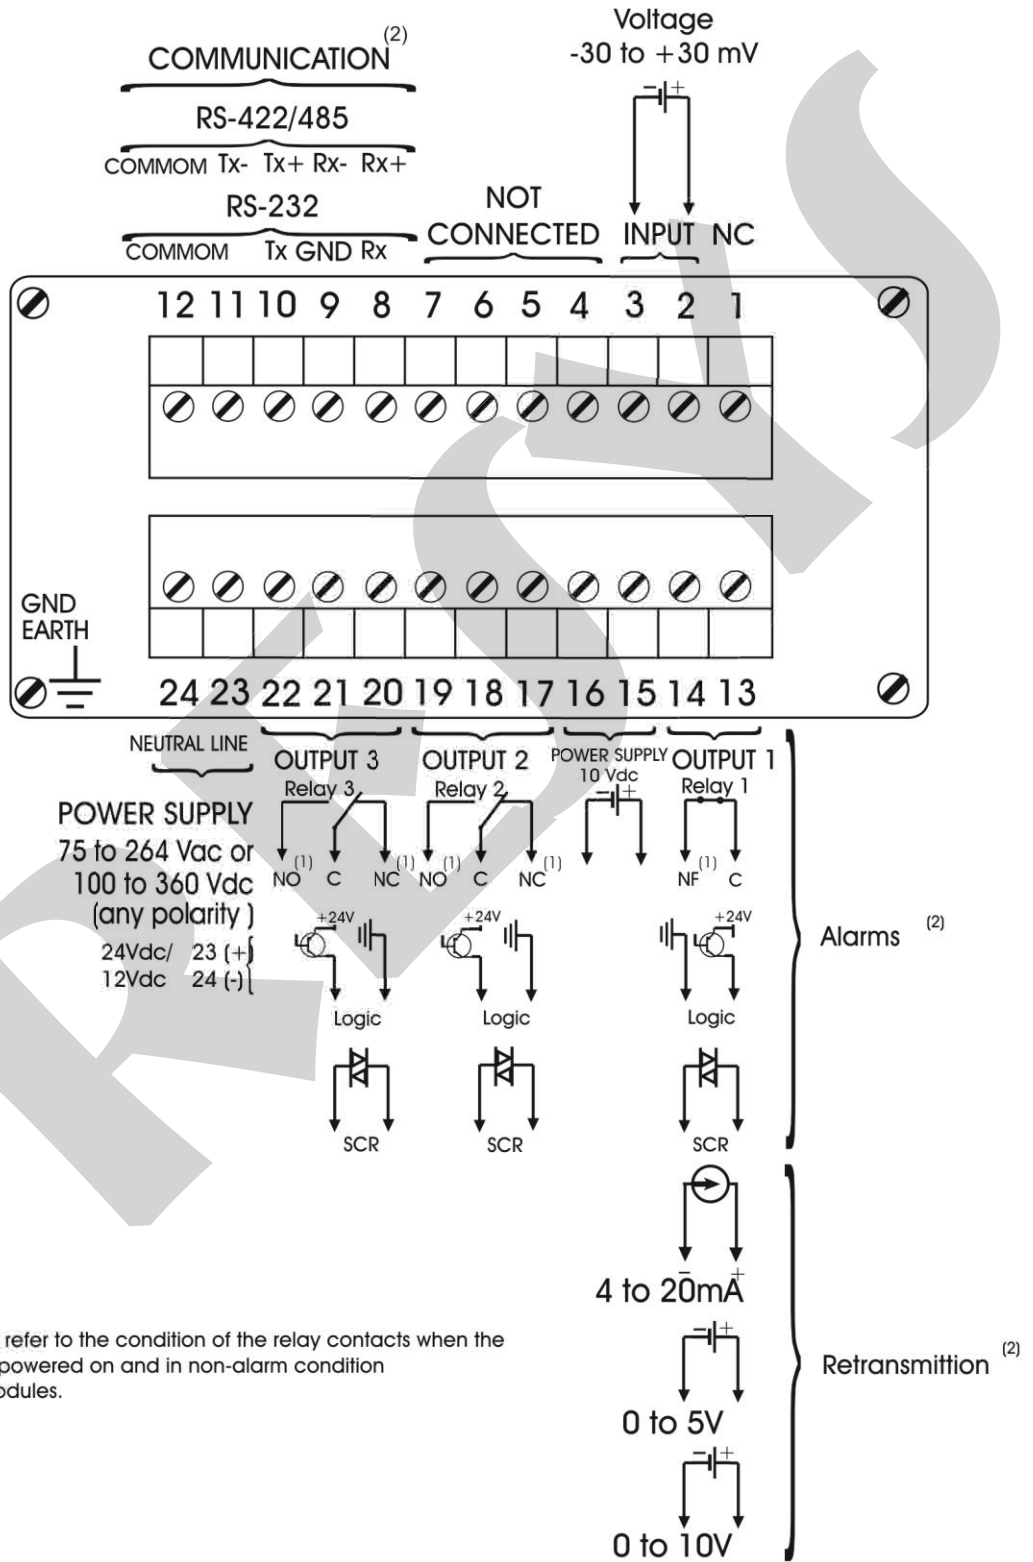 Voltage
-30 to +30 mV
COMMUNICATION (2)
RS-422/485
COMMOM Tx- Tx+ Rx- Rx+
RS-232
COMMOM Tx GND Rx
NOT
CONNECTED
INPUT NC
12 11 10 9 8 7 6 5 4 3 2 1
GND
EARTH
24 23 22 21 20 19 18 17 16 15 14 13
NEUTRAL LINE
POWER SUPPLY
75 to 264 Vac or
100 to 360 Vdc
(any polarity )
24Vdc/ 23 (+)
12Vdc 24 (-)
OUTPUT 3
Relay 3
NO (1) C NC (1)
+24V
Logic
SCR
OUTPUT 2
Relay 2
NO (1) C NC (1)
+24V
Logic
SCR
POWER SUPPLY
10 Vdc
- +
OUTPUT 1
Relay 1
NF (1) C
+24V
Logic
SCR
Alarms (2)
- +
4 to 20mA
- +
0 to 5V
- +
0 to 10V
Retransmittion (2)
refer to the condition of the relay contacts when the
powered on and in non-alarm condition
odules.
PRESYS